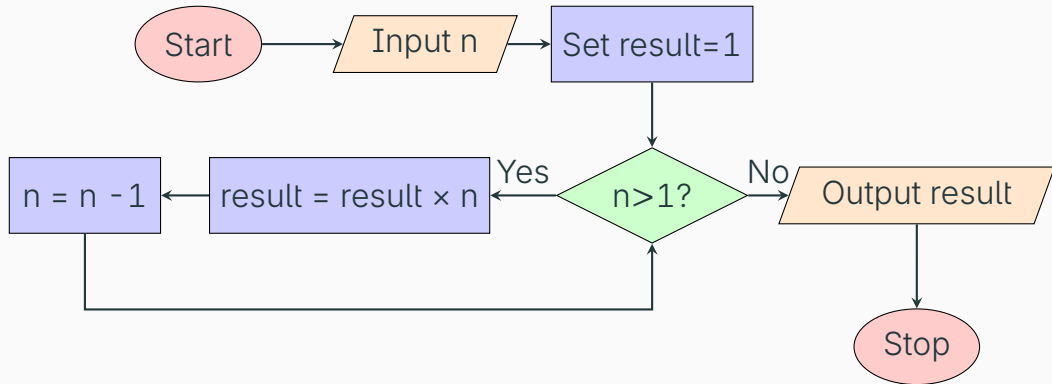 Start
Input n
Set result=1
n = n -1
result = result × n
Yes
n>1?
No
Output result
Stop